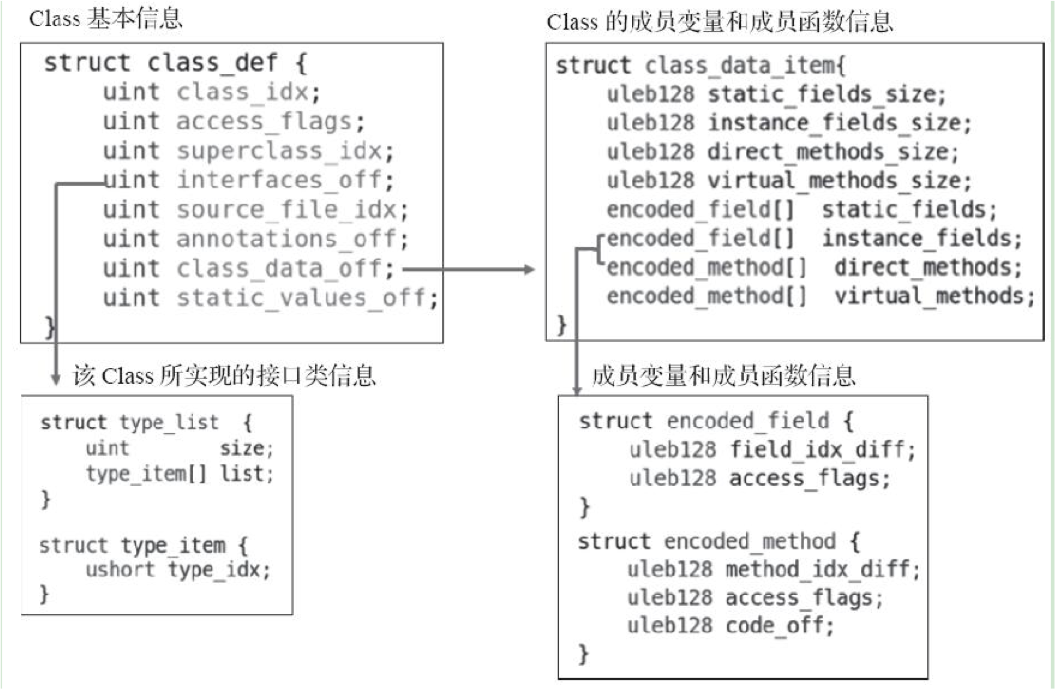 Class 基本信息
struct class_def {
uint class_idx;
uint access_flags;
uint superclass_idx;
uint interfaces_off;
uint source_file_idx;
uint annotations_off;
uint class_data_off;
uint static_values_off;
}
Class 的成员变量和成员函数信息
struct class_data_item{
uleb128 static_fields_size;
uleb128 instance_fields_size;
uleb128 direct_methods_size;
uleb128 virtual_methods_size;
encoded_field[] static_fields;
encoded_field[] instance_fields;
encoded_method[] direct_methods;
encoded_method[] virtual_methods;
}
该 Class 所实现的接口类信息
struct type_list {
uint size;
type_item[] list;
}
struct type_item {
ushort type_idx;
}
成员变量和成员函数信息
struct encoded_field {
uleb128 field_idx_diff;
uleb128 access_flags;
}
struct encoded_method {
uleb128 method_idx_diff;
uleb128 access_flags;
uleb128 code_off;
}